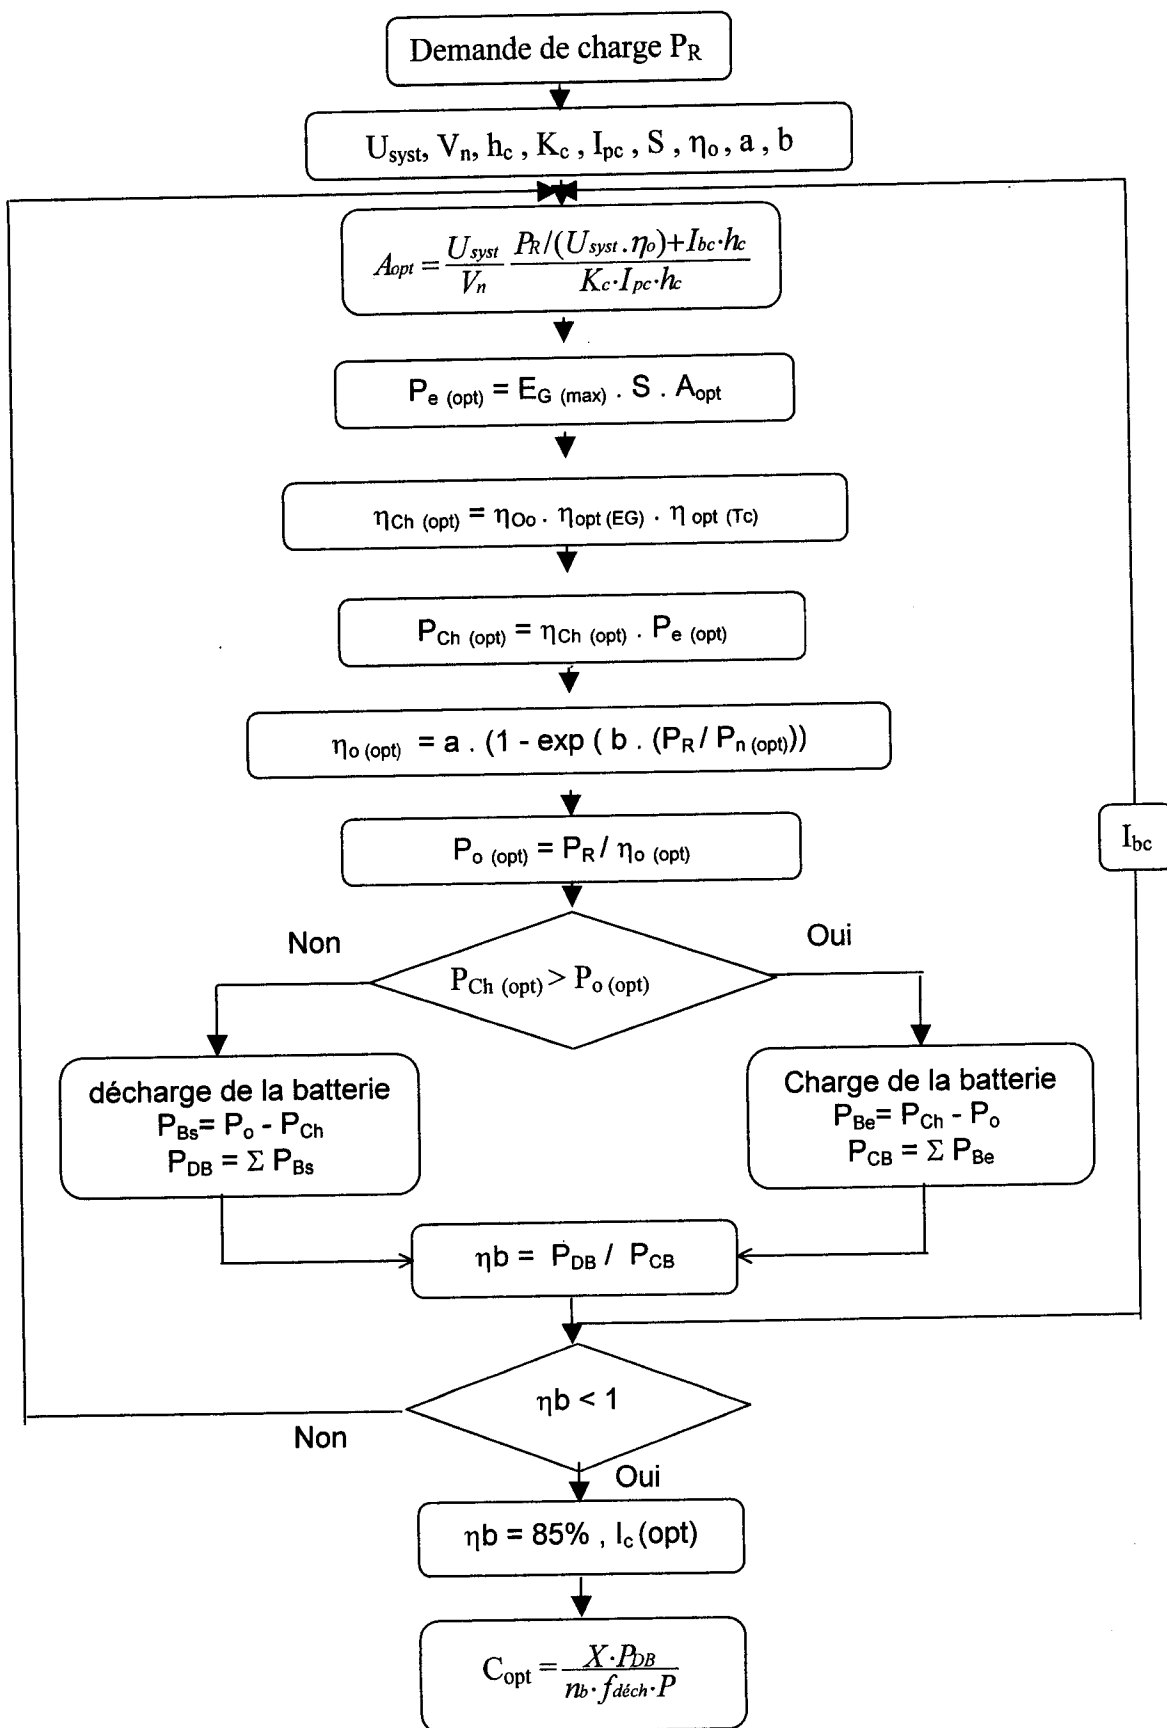 Demande de charge P_R
U_syst, V_n, h_c , K_c , I_pc , S , η_o , a , b
A_opt = U_syst/V_n · (P_R/(U_syst.η_o)+I_bc·h_c)/(K_c·I_pc·h_c)
P_e (opt) = E_G (max) . S . A_opt
η_Ch (opt) = η_Oo . η_opt (EG) . η_opt (Tc)
P_Ch (opt) = η_Ch (opt) . P_e (opt)
η_o (opt) = a . (1 - exp ( b . (P_R / P_n (opt)))
P_o (opt) = P_R / η_o (opt)
I_bc
Non
Oui
P_Ch (opt) > P_o (opt)
décharge de la batterie
P_Bs= P_o - P_Ch
P_DB = Σ P_Bs
Charge de la batterie
P_Be= P_Ch - P_o
P_CB = Σ P_Be
ηb = P_DB / P_CB
ηb < 1
Non
Oui
ηb = 85% , I_c (opt)
C_opt = X·P_DB/(n_b·f_déch·P)